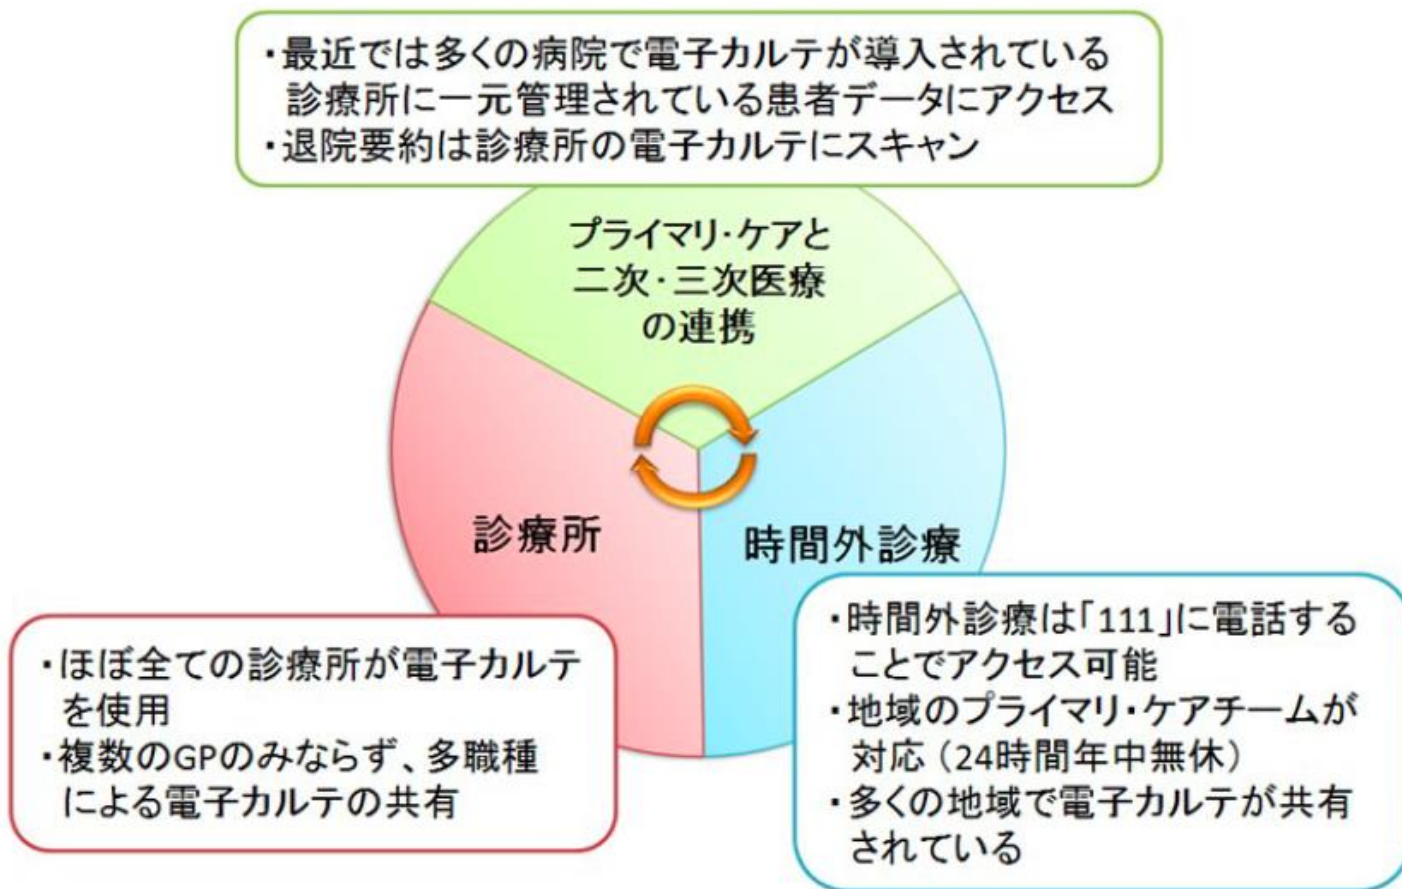 ・最近では多くの病院で電子カルテが導入されている
診療所に一元管理されている患者データにアクセス
・退院要約は診療所の電子カルテにスキャン
プライマリ・ケアと
二次・三次医療
の連携
診療所
時間外診療
・ほぼ全ての診療所が電子カルテ
を使用
・複数のGPのみならず、多職種
による電子カルテの共有
・時間外診療は「111」に電話する
ことでアクセス可能
・地域のプライマリ・ケアチームが
対応（24時間年中無休）
・多くの地域で電子カルテが共有
されている